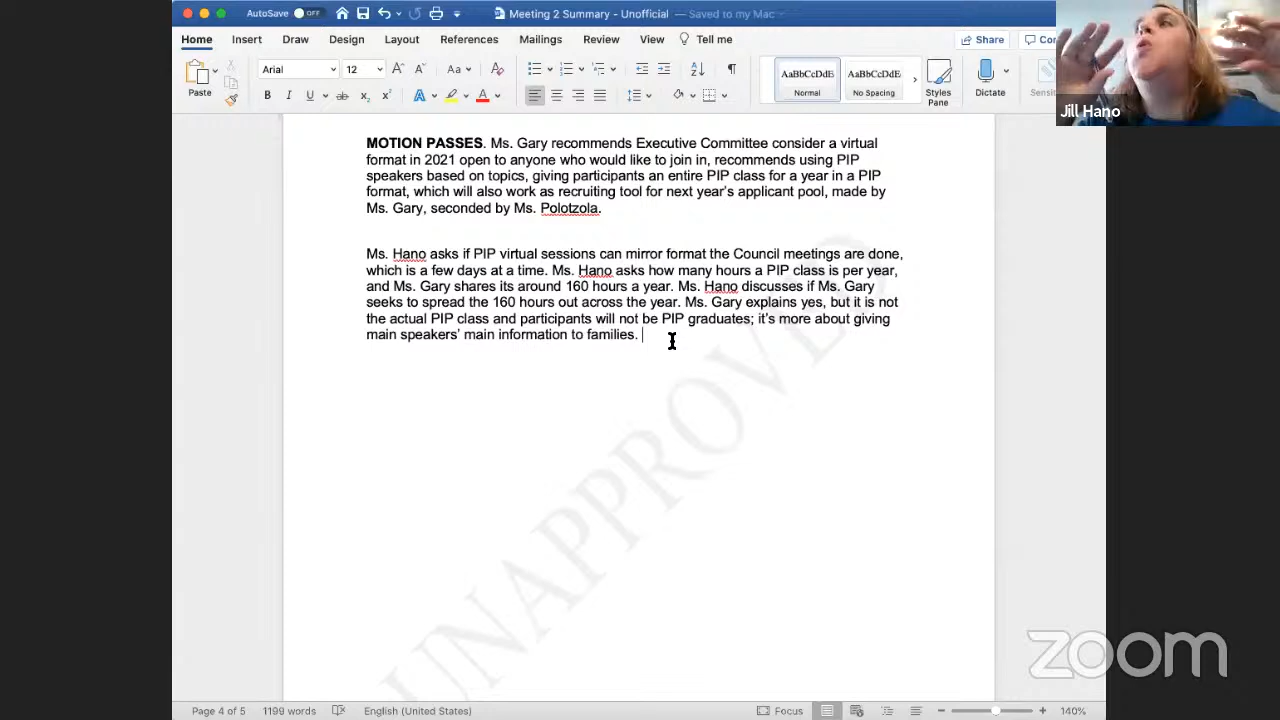 AutoSave OFF
Meeting 2 Summary - Unofficial — Saved to my Mac
Home Insert Draw Design Layout References Mailings Review View Tell me
Share
Paste
Arial 12
AaBbCcDdE AaBbCcDdE
Normal No Spacing
Styles Pane
Dictate
Jill Hano
MOTION PASSES. Ms. Gary recommends Executive Committee consider a virtual
format in 2021 open to anyone who would like to join in, recommends using PIP
speakers based on topics, giving participants an entire PIP class for a year in a PIP
format, which will also work as recruiting tool for next year's applicant pool, made by
Ms. Gary, seconded by Ms. Polotzola.
Ms. Hano asks if PIP virtual sessions can mirror format the Council meetings are done,
which is a few days at a time. Ms. Hano asks how many hours a PIP class is per year,
and Ms. Gary shares its around 160 hours a year. Ms. Hano discusses if Ms. Gary
seeks to spread the 160 hours out across the year. Ms. Gary explains yes, but it is not
the actual PIP class and participants will not be PIP graduates; it's more about giving
main speakers' main information to families.
UNAPPROVED
zoom
Page 4 of 5 1199 words English (United States) Focus 140%